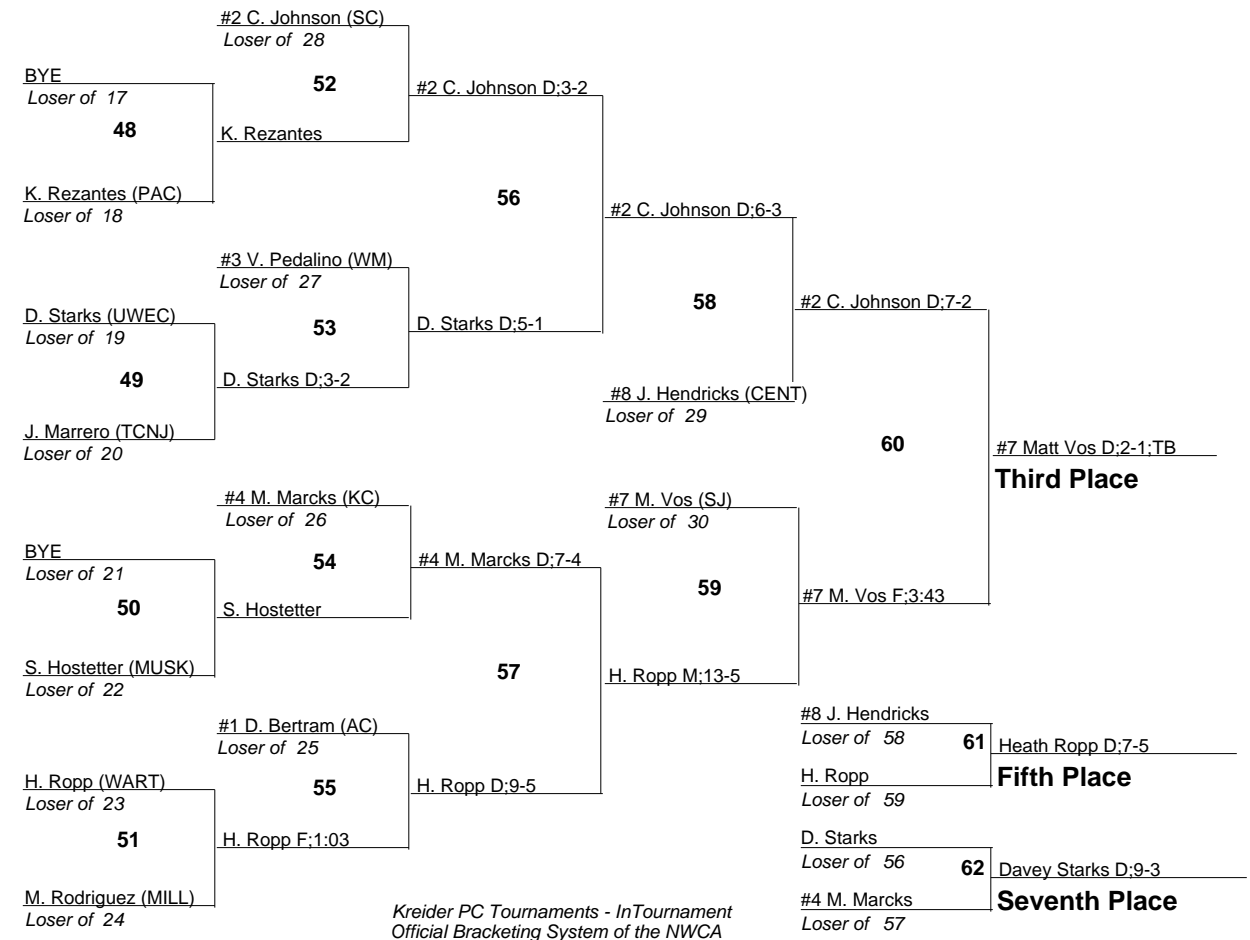 #2 C. Johnson (SC)
Loser of 28
BYE
Loser of 17
52
#2 C. Johnson D;3-2
48
K. Rezantes
K. Rezantes (PAC)
Loser of 18
56
#2 C. Johnson D;6-3
#3 V. Pedalino (WM)
Loser of 27
D. Starks (UWEC)
Loser of 19
53
D. Starks D;5-1
58
#2 C. Johnson D;7-2
49
D. Starks D;3-2
#8 J. Hendricks (CENT)
Loser of 29
J. Marrero (TCNJ)
Loser of 20
60
#7 Matt Vos D;2-1;TB
Third Place
#4 M. Marcks (KC)
Loser of 26
#7 M. Vos (SJ)
Loser of 30
BYE
Loser of 21
54
#4 M. Marcks D;7-4
59
#7 M. Vos F;3:43
50
S. Hostetter
S. Hostetter (MUSK)
Loser of 22
57
H. Ropp M;13-5
#1 D. Bertram (AC)
Loser of 25
#8 J. Hendricks
Loser of 58
61
Heath Ropp D;7-5
Fifth Place
H. Ropp (WART)
Loser of 23
55
H. Ropp D;9-5
H. Ropp
Loser of 59
51
H. Ropp F;1:03
D. Starks
Loser of 56
62
Davey Starks D;9-3
Seventh Place
M. Rodriguez (MILL)
Loser of 24
#4 M. Marcks
Loser of 57
Kreider PC Tournaments - InTournament
Official Bracketing System of the NWCA